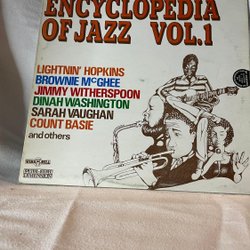 ENCYCLOPEDIA
OF JAZZ VOL.1
LIGHTNIN' HOPKINS
BROWNIE McGHEE
JIMMY WITHERSPOON
DINAH WASHINGTON
SARAH VAUGHAN
COUNT BASIE
and others
DIMENSION